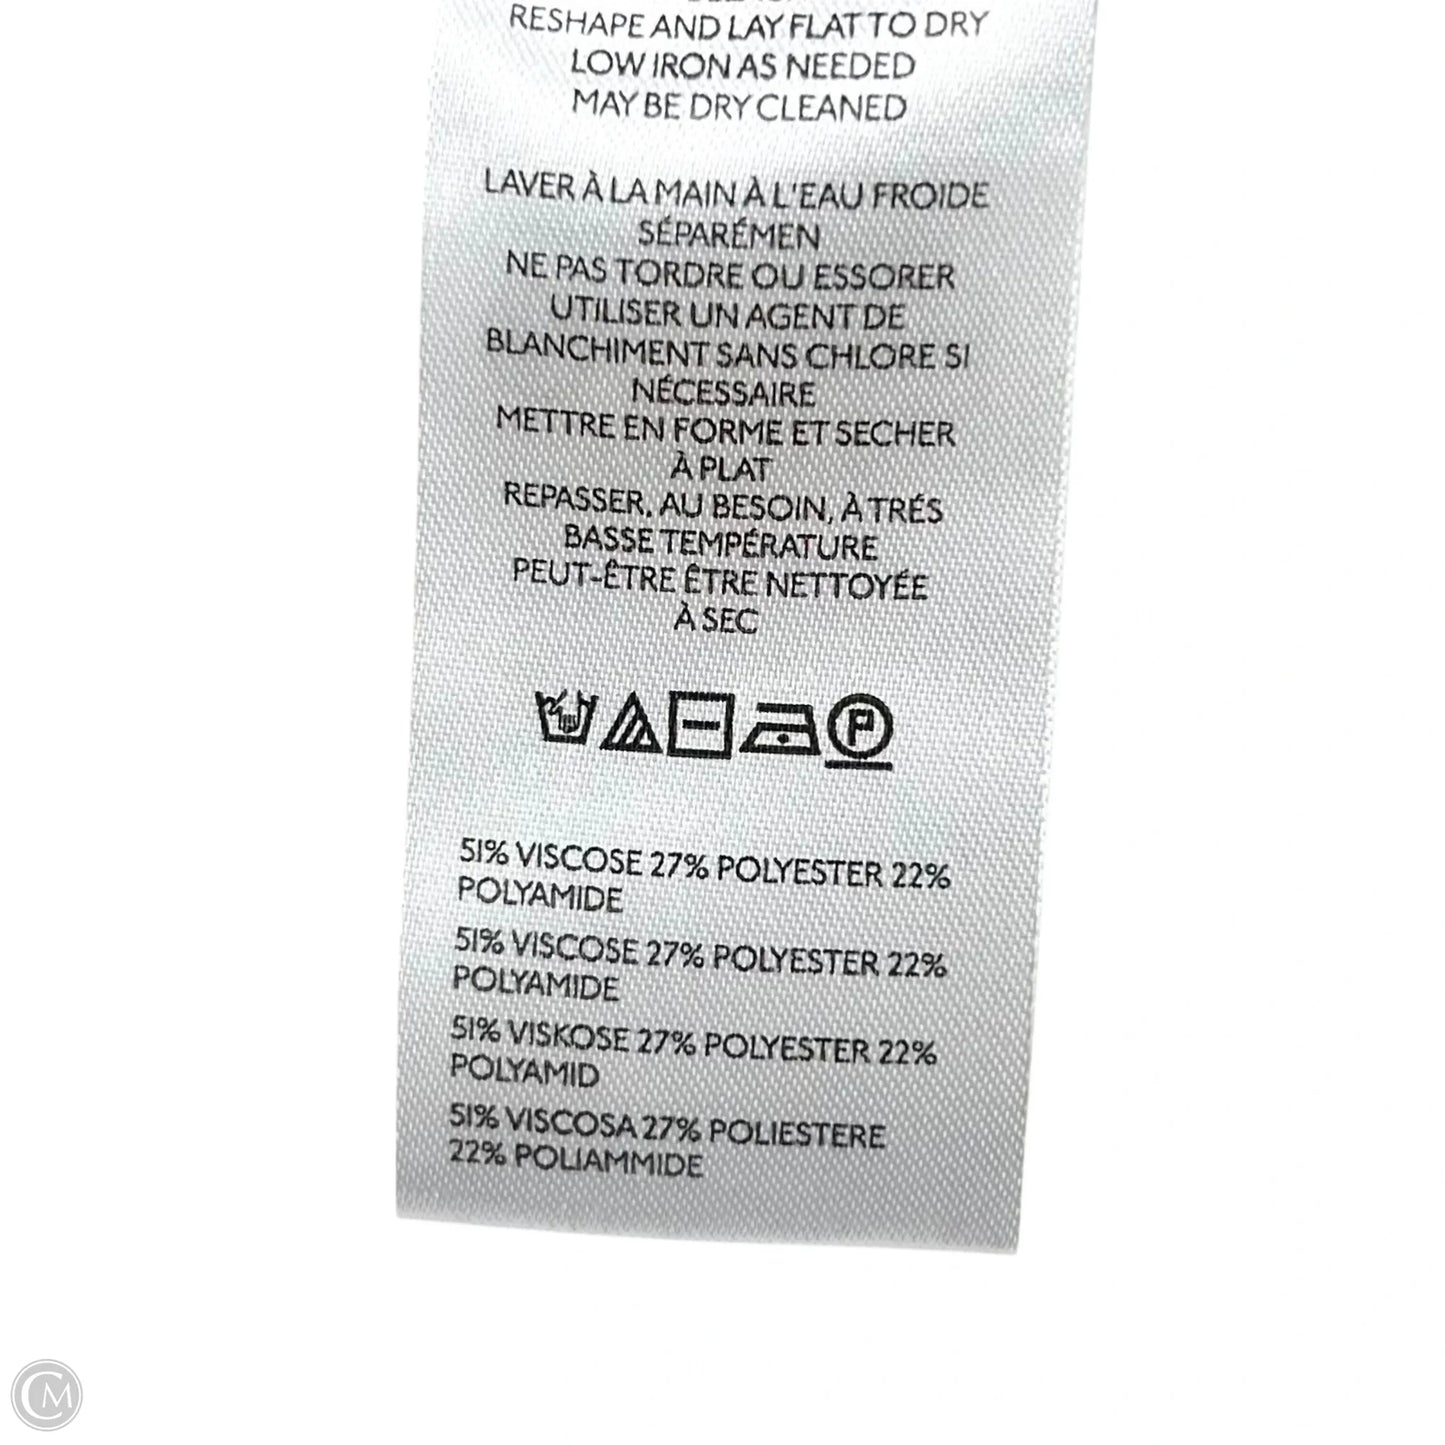 RESHAPE AND LAY FLAT TO DRY
LOW IRON AS NEEDED
MAY BE DRY CLEANED
LAVER À LA MAIN À L'EAU FROIDE
SÉPARÉMEN
NE PAS TORDRE OU ESSORER
UTILISER UN AGENT DE
BLANCHIMENT SANS CHLORE SI
NÉCESSAIRE
METTRE EN FORME ET SECHER
À PLAT
REPASSER, AU BESOIN, À TRÉS
BASSE TEMPÉRATURE
PEUT-ÊTRE ÊTRE NETTOYÉE
À SEC
P
51% VISCOSE 27% POLYESTER 22%
POLYAMIDE
51% VISCOSE 27% POLYESTER 22%
POLYAMIDE
51% VISKOSE 27% POLYESTER 22%
POLYAMID
51% VISCOSA 27% POLIESTERE
22% POLIAMMIDE
CM